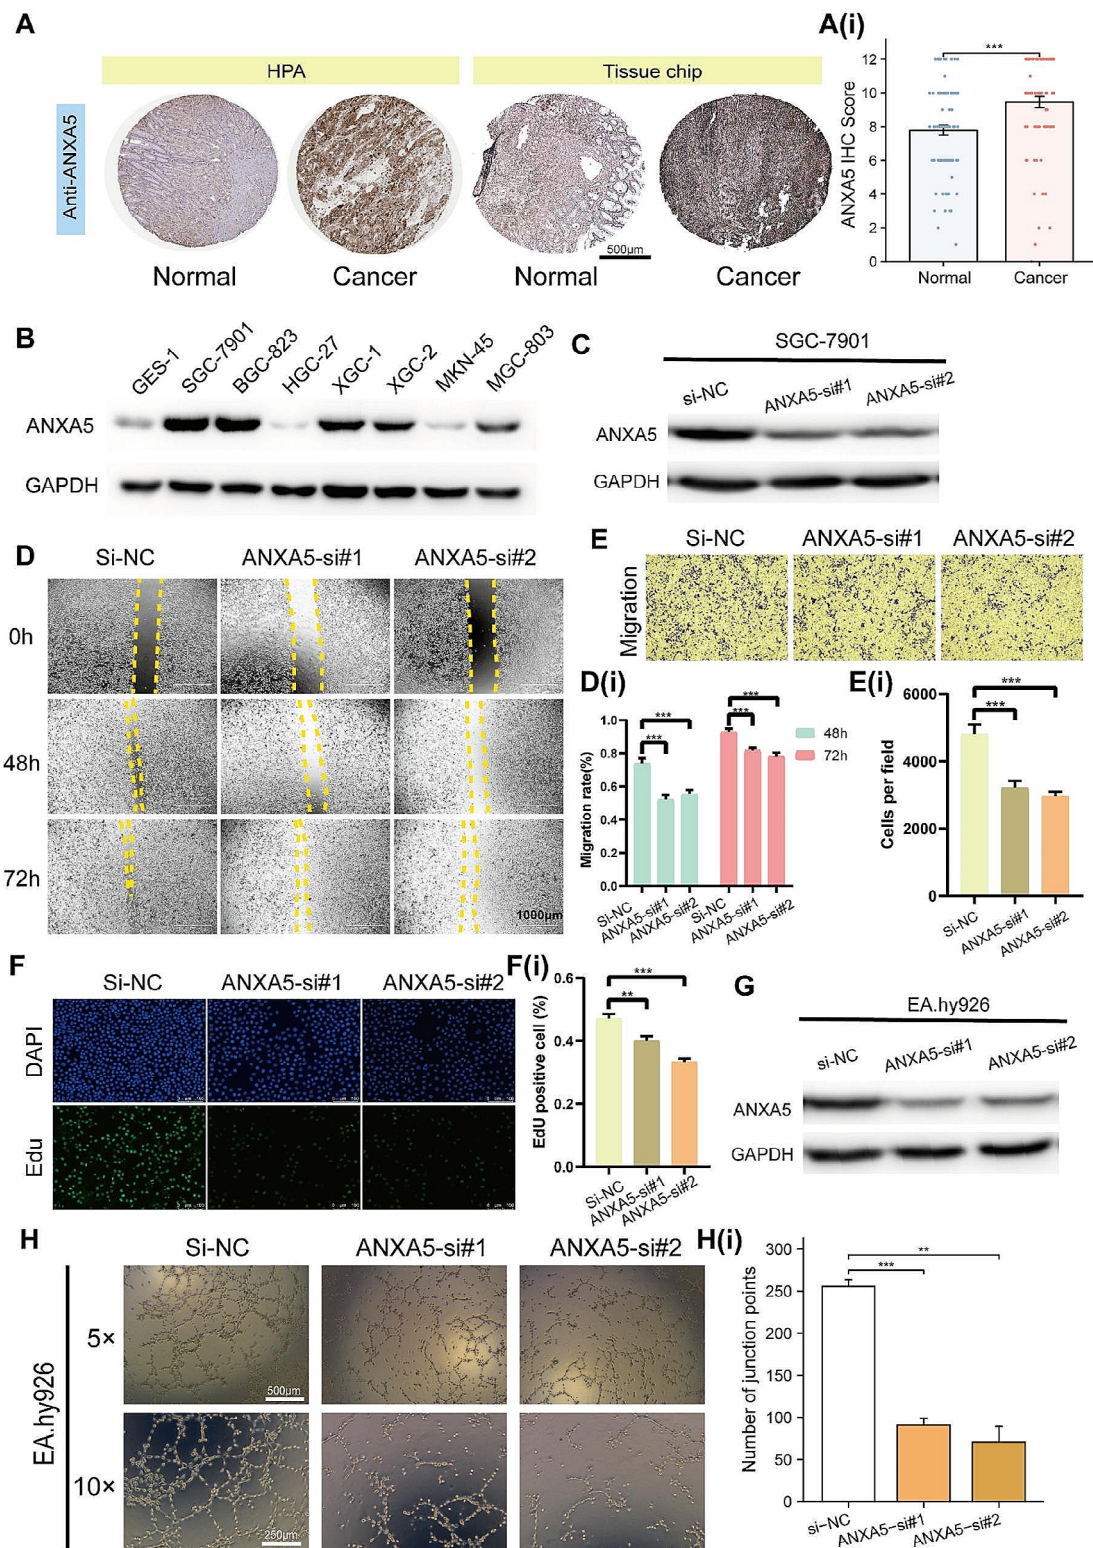 A
HPA
Tissue chip
Anti-ANXA5
500µm
Normal
Cancer
Normal
Cancer
A(i)
***
ANXA5 IHC Score
12
10
8
6
4
2
0
Normal
Cancer
B
GES-1
SGC-7901
BGC-823
HGC-27
XGC-1
XGC-2
MKN-45
MGC-803
ANXA5
GAPDH
C
SGC-7901
si-NC
ANXA5-si#1
ANXA5-si#2
ANXA5
GAPDH
D
Si-NC
ANXA5-si#1
ANXA5-si#2
0h
48h
72h
1000µm
E
Si-NC
ANXA5-si#1
ANXA5-si#2
Migration
D(i)
***
***
***
***
48h
72h
Migration rate(%)
1.0
0.8
0.6
0.4
0.2
0.0
Si-NC
ANXA5-si#1
ANXA5-si#2
Si-NC
ANXA5-si#1
ANXA5-si#2
E(i)
***
***
Cells per field
6000
4000
2000
0
Si-NC
ANXA5-si#1
ANXA5-si#2
F
Si-NC
ANXA5-si#1
ANXA5-si#2
DAPI
Edu
F(i)
***
**
EdU positive cell (%)
0.6
0.4
0.2
0.0
Si-NC
ANXA5-si#1
ANXA5-si#2
G
EA.hy926
si-NC
ANXA5-si#1
ANXA5-si#2
ANXA5
GAPDH
H
Si-NC
ANXA5-si#1
ANXA5-si#2
EA.hy926
5×
500µm
10×
250µm
H(i)
**
***
Number of junction points
300
250
200
150
100
50
0
si−NC
ANXA5−si#1
ANXA5−si#2